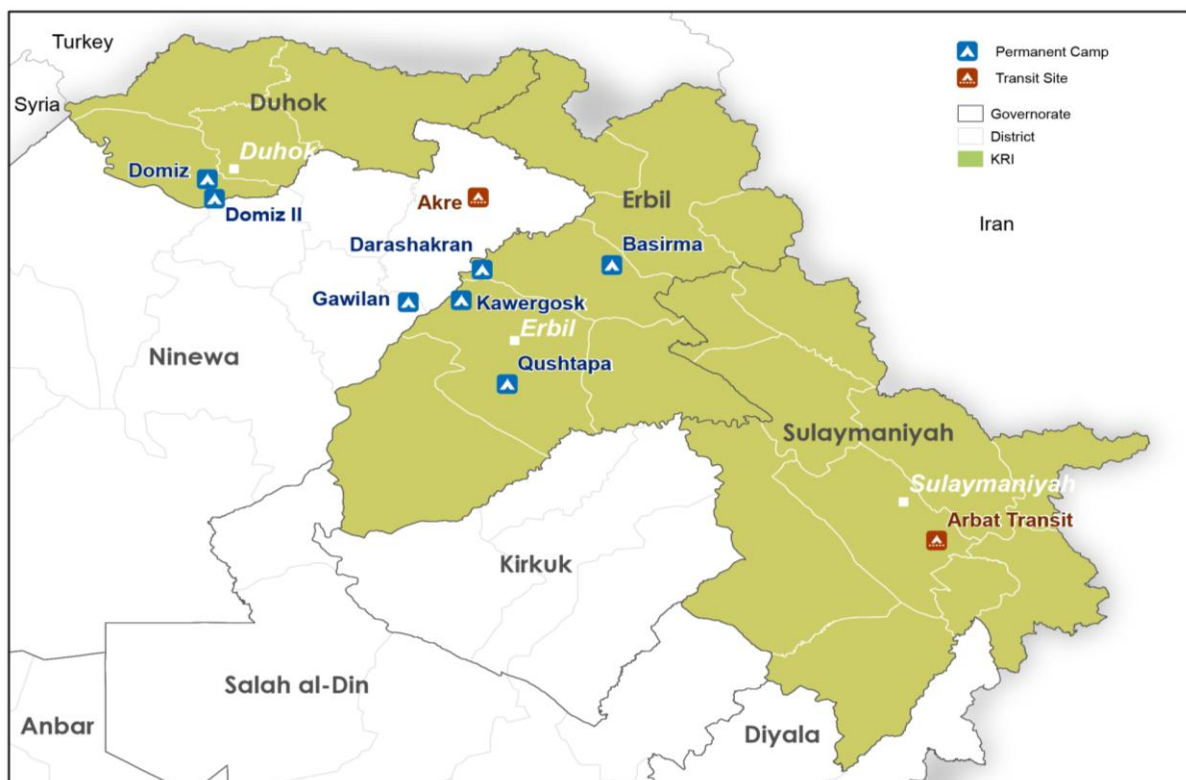 Turkey
Syria
Duhok
Duhok
Domiz
Domiz II
Akre
Erbil
Iran
Darashakran
Basirma
Gawilan
Kawergosk
Erbil
Ninewa
Qushtapa
Sulaymaniyah
Sulaymaniyah
Arbat Transit
Kirkuk
Salah al-Din
Anbar
Diyala
Permanent Camp
Transit Site
Governorate
District
KRI